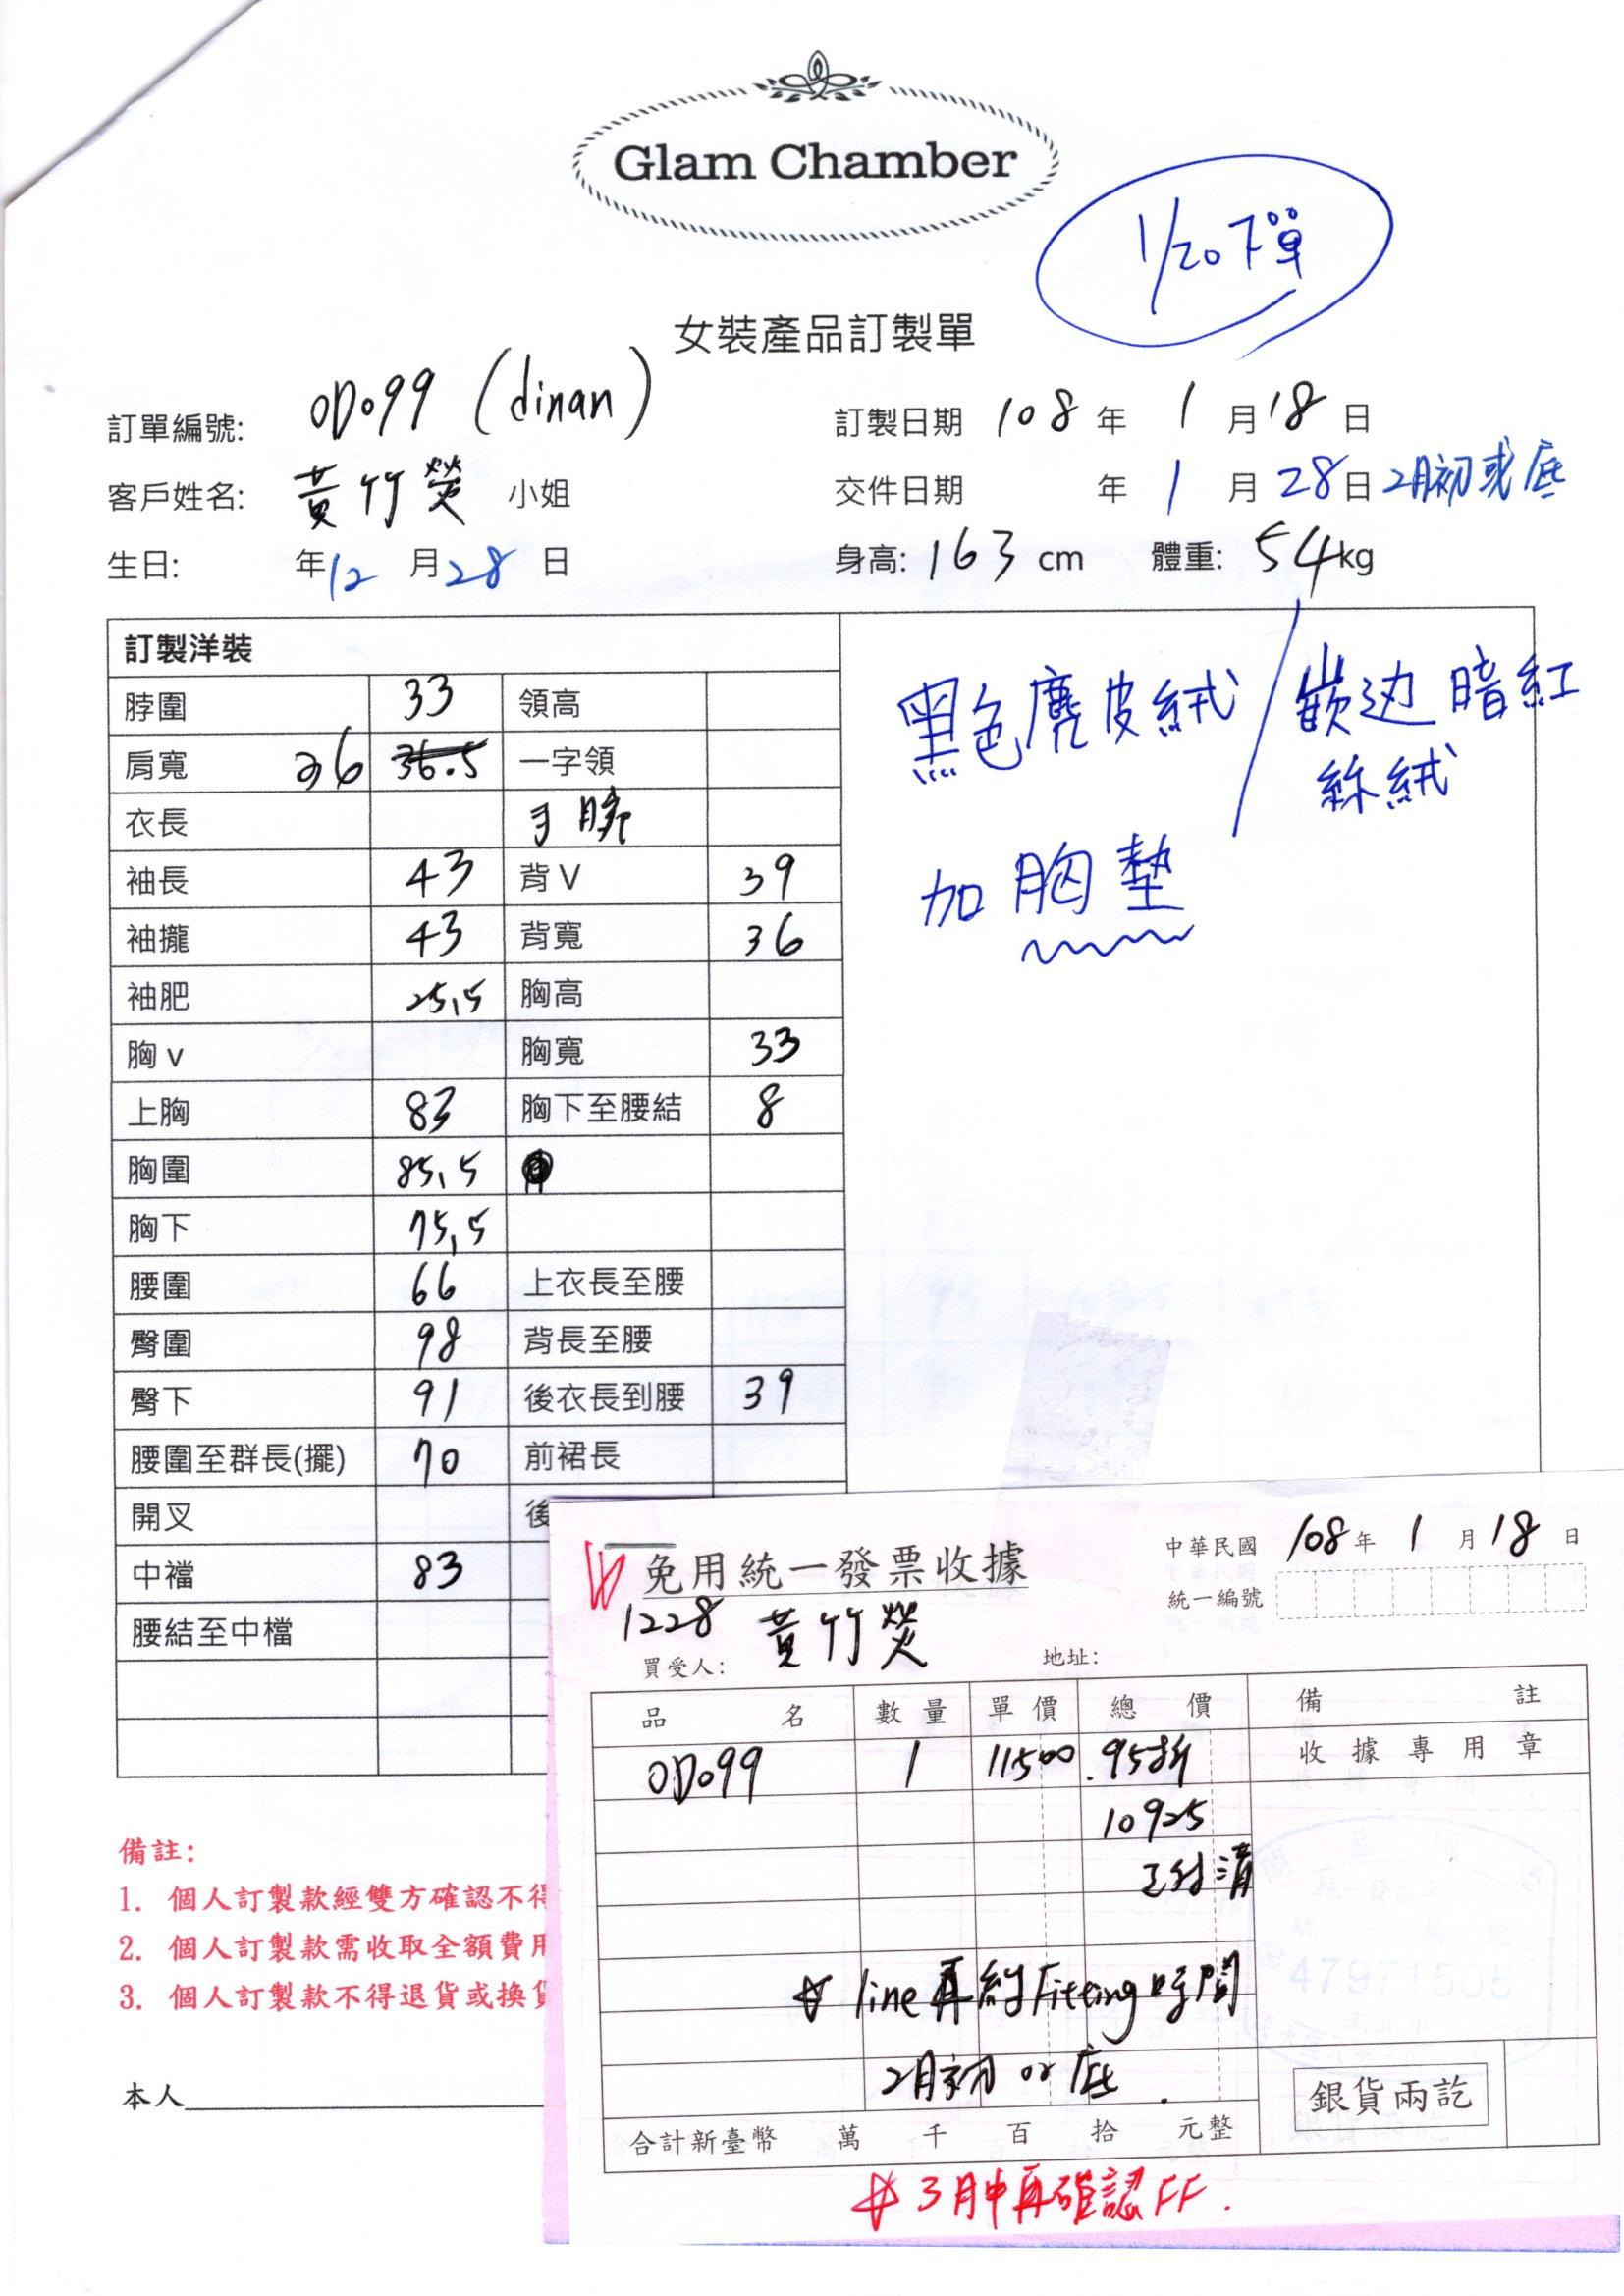 Glam Chamber
1/20下單
女裝產品訂製單
訂單編號: OD099 (dinan)
訂製日期 108 年 1 月 18 日
客戶姓名: 黃竹熒 小姐
交件日期 年 1 月 28 日 2月初或底
生日: 年 12 月 28 日
身高: 163 cm 體重: 54 kg
訂製洋裝
脖圍 33 領高
肩寬 36 36.5 一字領
衣長 手腕
袖長 43 背V 39
袖攏 43 背寬 36
袖肥 25,5 胸高
胸v 胸寬 33
上胸 83 胸下至腰結 8
胸圍 85,5
胸下 75,5
腰圍 66 上衣長至腰
臀圍 98 背長至腰
臀下 91 後衣長到腰 39
腰圍至群長(擺) 70 前裙長
開叉 後
中襠 83
腰結至中檔
黑色麂皮絨 / 嵌边暗紅
絲絨
加胸墊
備註:
1. 個人訂製款經雙方確認不得
2. 個人訂製款需收取全額費用
3. 個人訂製款不得退貨或換貨
本人
免用統一發票收據
中華民國 108 年 1 月 18 日
統一編號
1228 黃竹熒
買受人: 地址:
品名 數量 單價 總價 備註
收據專用章
OD099 1 11500 .95折
10925
已付清
line再約Fitting時間
2月初 or 底.
47971505
銀貨兩訖
合計新臺幣 萬 千 百 拾 元整
3月中再確認FF.